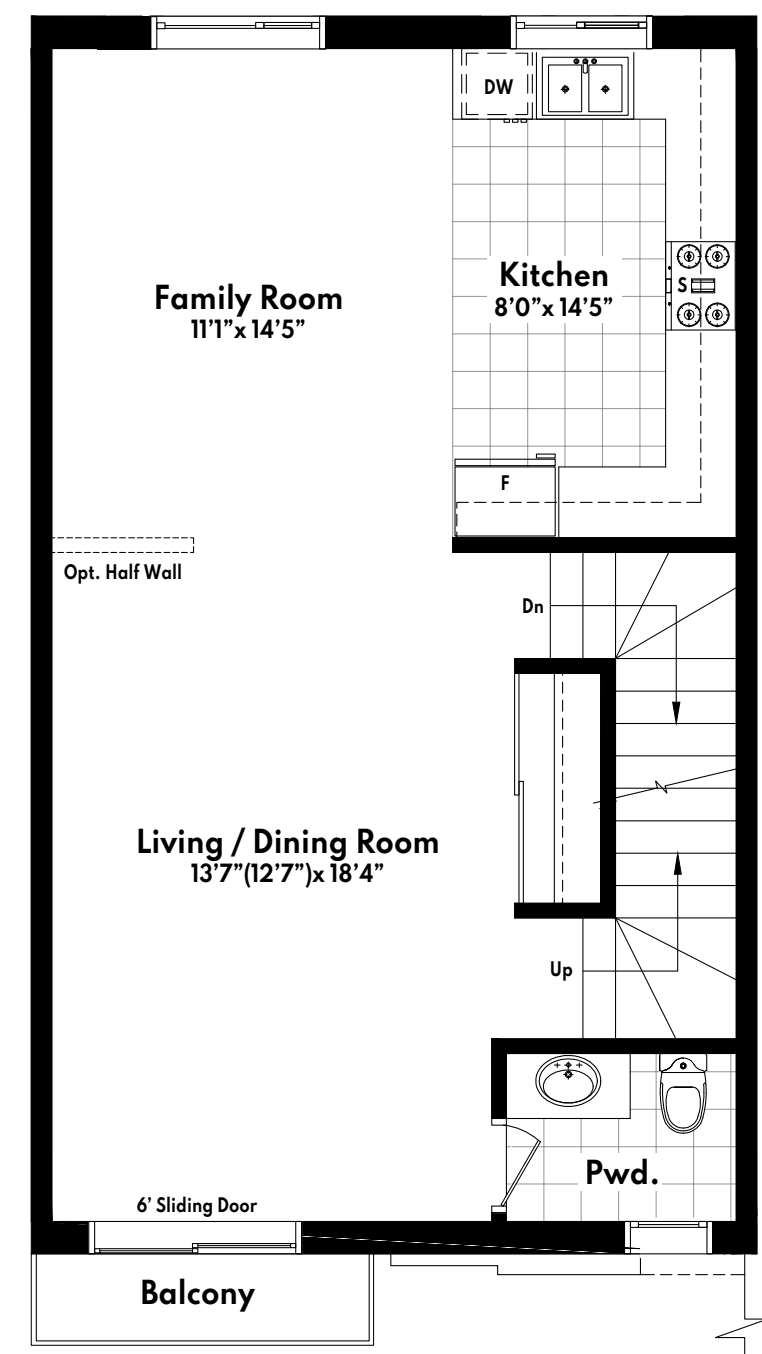 DW
Kitchen
8’0”x 14’5”
S
Family Room
11’1”x 14’5”
F
Opt. Half Wall
Dn
Living / Dining Room
13’7”(12’7”)x 18’4”
Up
Pwd.
6’ Sliding Door
Balcony